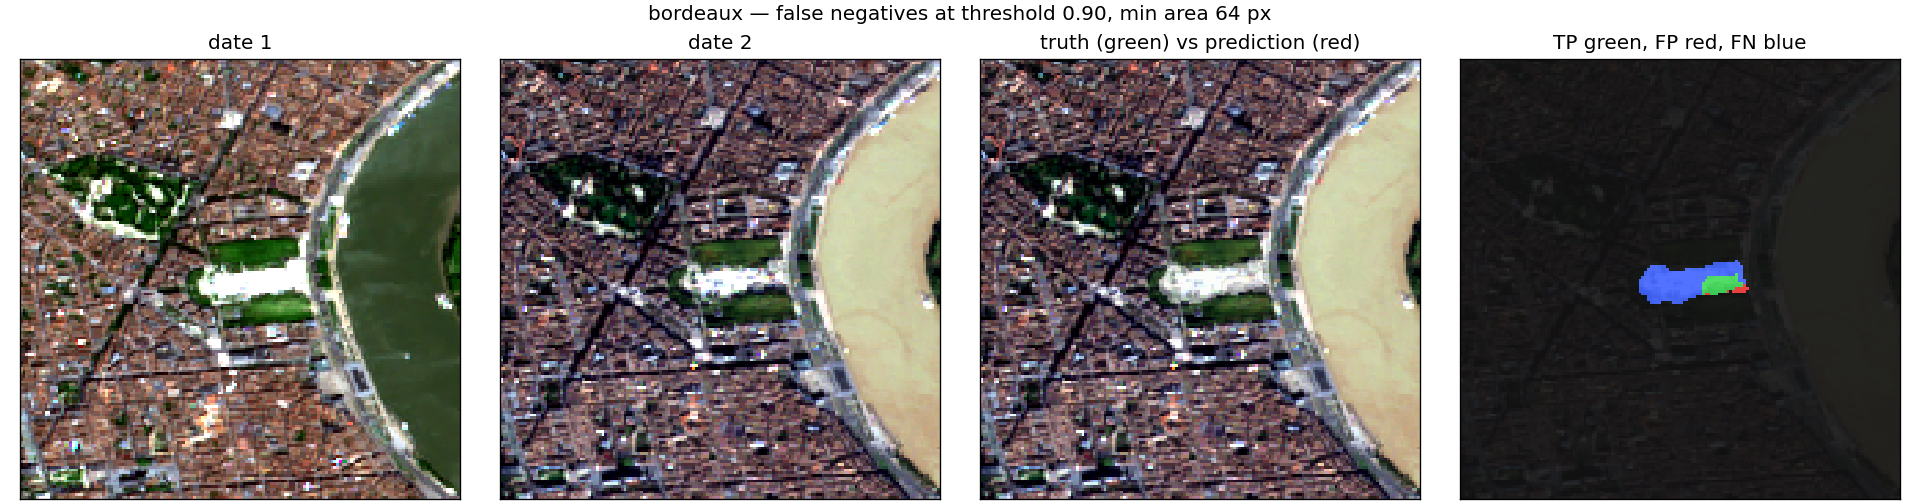 bordeaux — false negatives at threshold 0.90, min area 64 px
date 1
date 2
truth (green) vs prediction (red)
TP green, FP red, FN blue